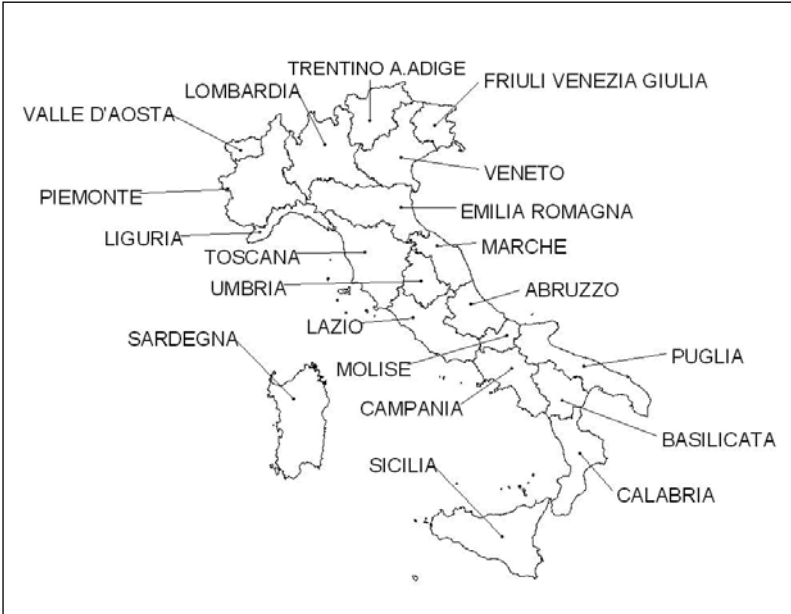 TRENTINO A.ADIGE
FRIULI VENEZIA GIULIA
LOMBARDIA
VALLE D'AOSTA
VENETO
PIEMONTE
EMILIA ROMAGNA
LIGURIA
MARCHE
TOSCANA
UMBRIA
ABRUZZO
LAZIO
SARDEGNA
PUGLIA
MOLISE
CAMPANIA
BASILICATA
SICILIA
CALABRIA